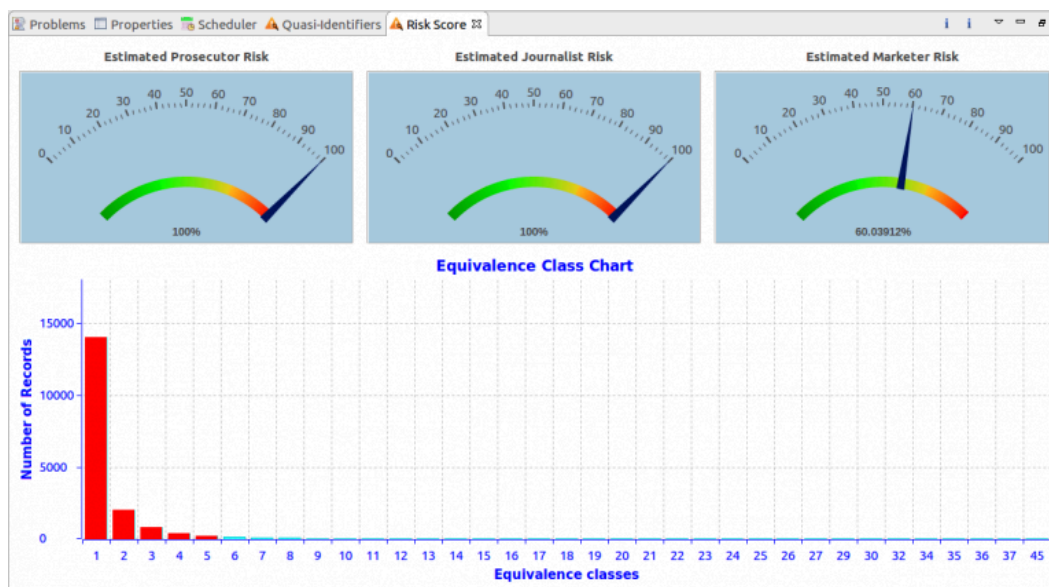 Problems Properties Scheduler Quasi-Identifiers Risk Score
Estimated Prosecutor Risk Estimated Journalist Risk Estimated Marketer Risk
0 10 20 30 40 50 60 70 80 90 100 0 10 20 30 40 50 60 70 80 90 100 0 10 20 30 40 50 60 70 80 90 100
100% 100% 60.03912%
Equivalence Class Chart
Number of Records
15000
10000
5000
0
1 2 3 4 5 6 7 8 9 10 11 12 13 14 15 16 17 18 19 20 21 22 23 24 25 26 27 29 30 32 34 35 36 37 45
Equivalence classes